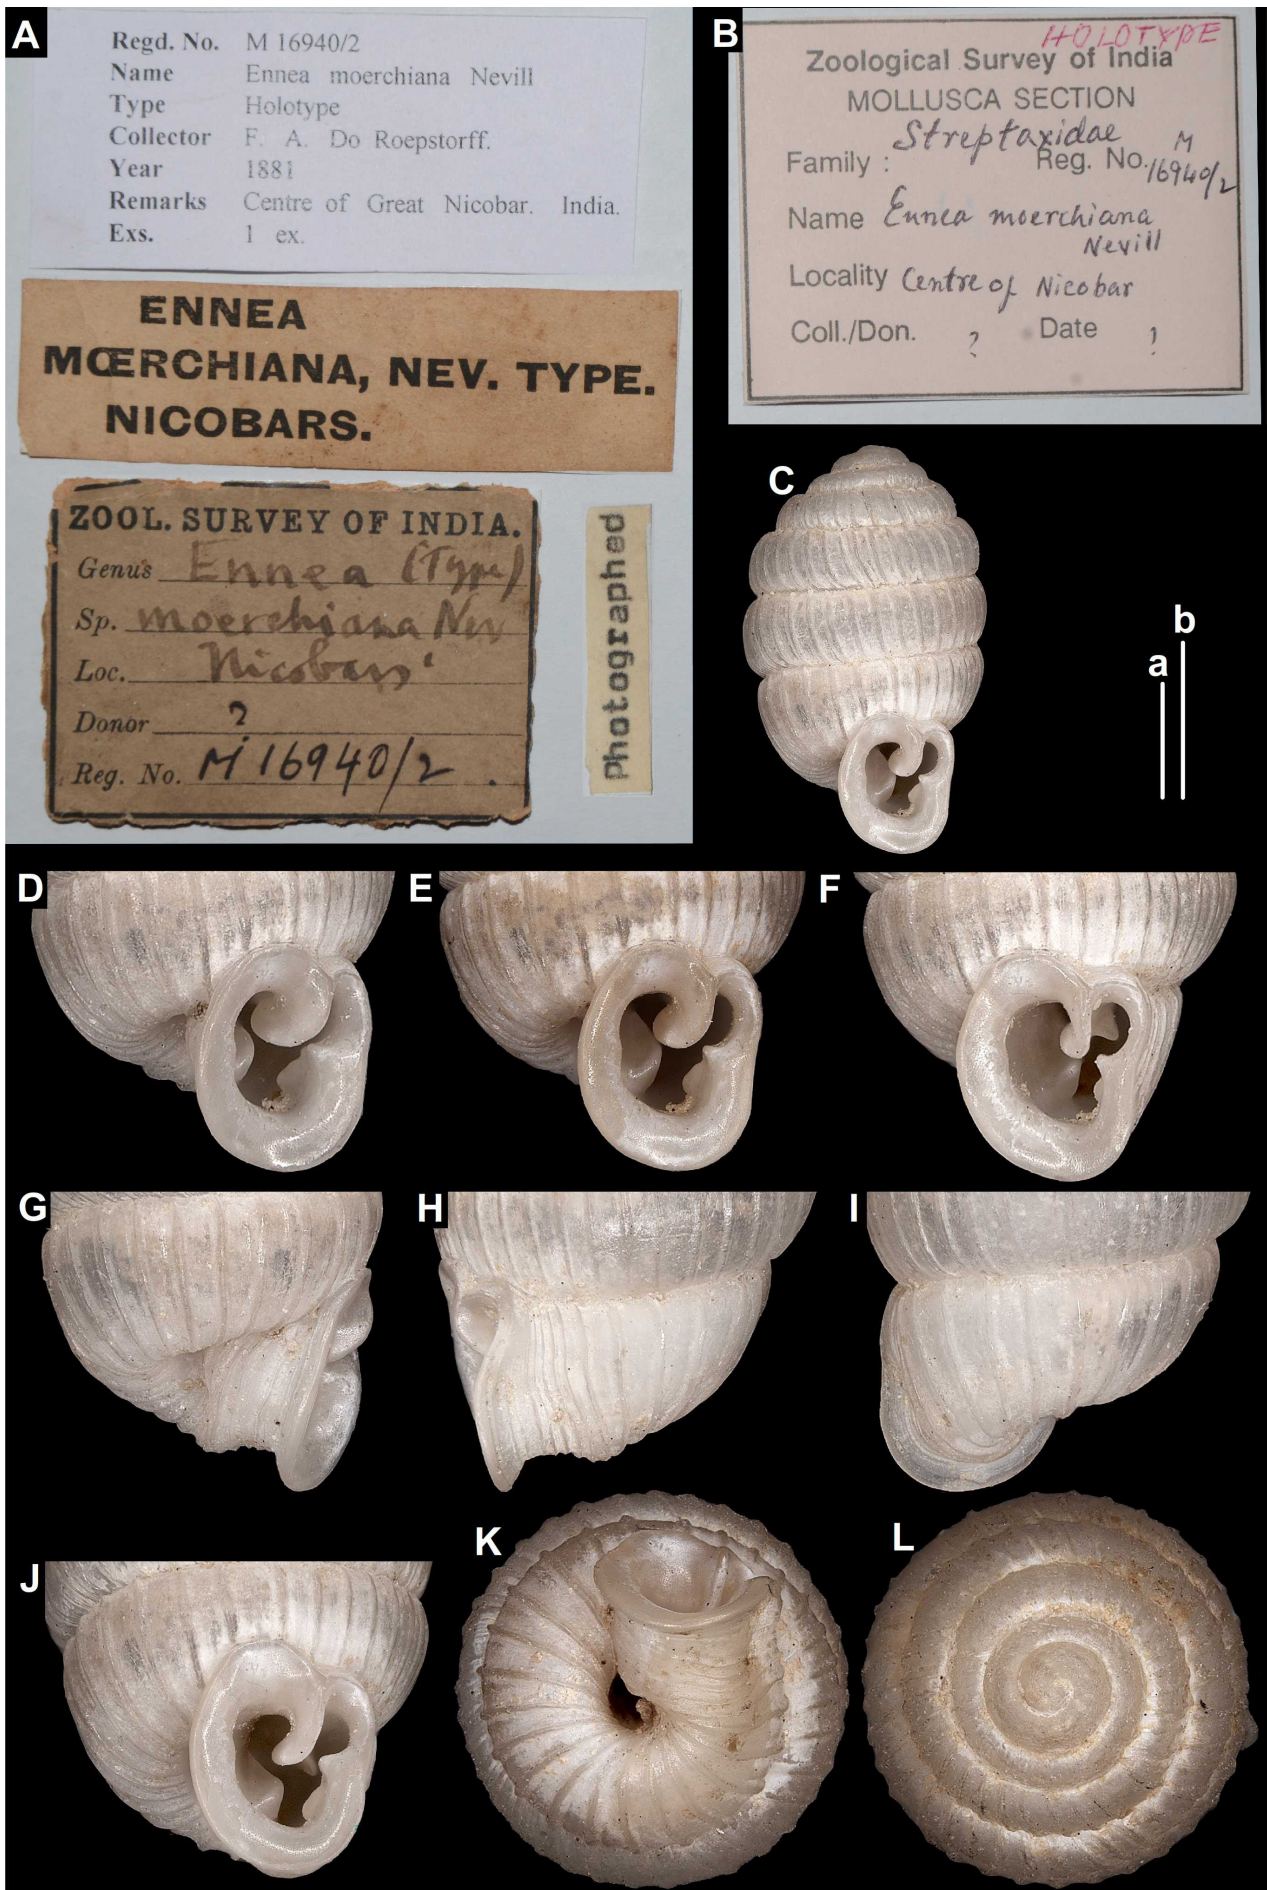 A
Regd. No. M 16940/2
Name Ennea moerchiana Nevill
Type Holotype
Collector F. A. Do Roepstorff.
Year 1881
Remarks Centre of Great Nicobar. India.
Exs. 1 ex.
ENNEA
MŒRCHIANA, NEV. TYPE.
NICOBARS.
ZOOL. SURVEY OF INDIA.
Genus Ennea (Type)
Sp. moerchiana Nev
Loc. Nicobars
Donor ?
Reg. No. M 16940/2.
Photographed
B
HOLOTYPE
Zoological Survey of India
MOLLUSCA SECTION
Family : Streptaxidae Reg. No. M 16940/2
Name Ennea moerchiana
Nevill
Locality Centre of Nicobar
Coll./Don. ? Date ?
C
b
a
D
E
F
G
H
I
J
K
L